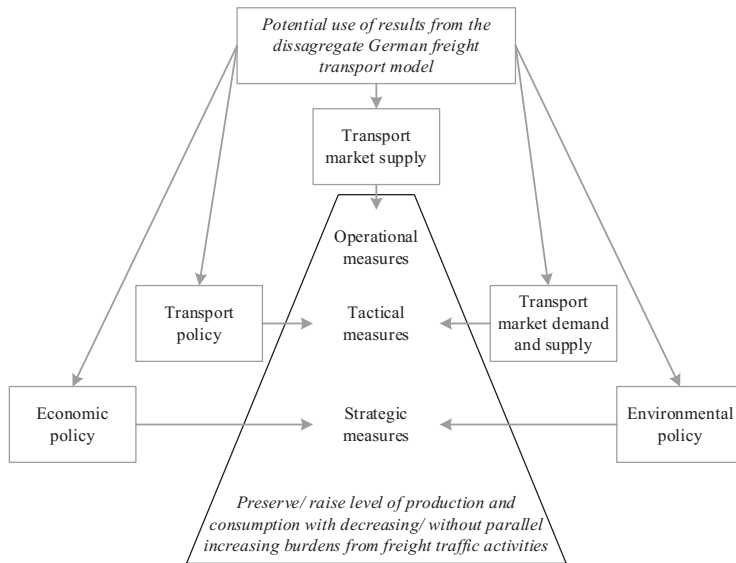 Potential use of results from the
dissagregate German freight
transport model
Transport
market supply
Operational
measures
Transport
policy
Tactical
measures
Transport
market demand
and supply
Economic
policy
Strategic
measures
Environmental
policy
Preserve/ raise level of production and
consumption with decreasing/ without parallel
increasing burdens from freight traffic activities